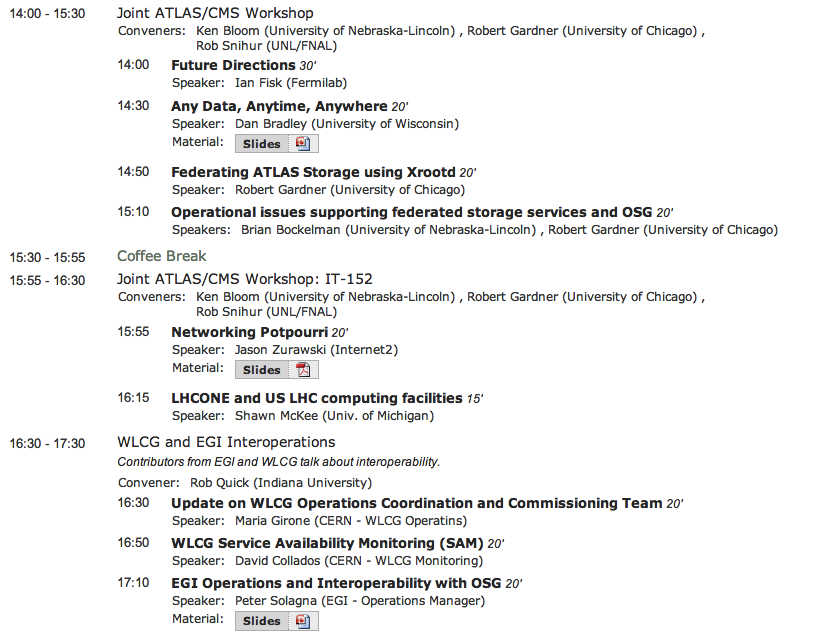 14:00 - 15:30 Joint ATLAS/CMS Workshop
Conveners: Ken Bloom (University of Nebraska-Lincoln) , Robert Gardner (University of Chicago) ,
Rob Snihur (UNL/FNAL)
14:00 Future Directions 30'
Speaker: Ian Fisk (Fermilab)
14:30 Any Data, Anytime, Anywhere 20'
Speaker: Dan Bradley (University of Wisconsin)
Material: Slides
14:50 Federating ATLAS Storage using Xrootd 20'
Speaker: Robert Gardner (University of Chicago)
15:10 Operational issues supporting federated storage services and OSG 20'
Speakers: Brian Bockelman (University of Nebraska-Lincoln) , Robert Gardner (University of Chicago)
15:30 - 15:55 Coffee Break
15:55 - 16:30 Joint ATLAS/CMS Workshop: IT-152
Conveners: Ken Bloom (University of Nebraska-Lincoln) , Robert Gardner (University of Chicago) ,
Rob Snihur (UNL/FNAL)
15:55 Networking Potpourri 20'
Speaker: Jason Zurawski (Internet2)
Material: Slides
16:15 LHCONE and US LHC computing facilities 15'
Speaker: Shawn McKee (Univ. of Michigan)
16:30 - 17:30 WLCG and EGI Interoperations
Contributors from EGI and WLCG talk about interoperability.
Convener: Rob Quick (Indiana University)
16:30 Update on WLCG Operations Coordination and Commissioning Team 20'
Speaker: Maria Girone (CERN - WLCG Operatins)
16:50 WLCG Service Availability Monitoring (SAM) 20'
Speaker: David Collados (CERN - WLCG Monitoring)
17:10 EGI Operations and Interoperability with OSG 20'
Speaker: Peter Solagna (EGI - Operations Manager)
Material: Slides